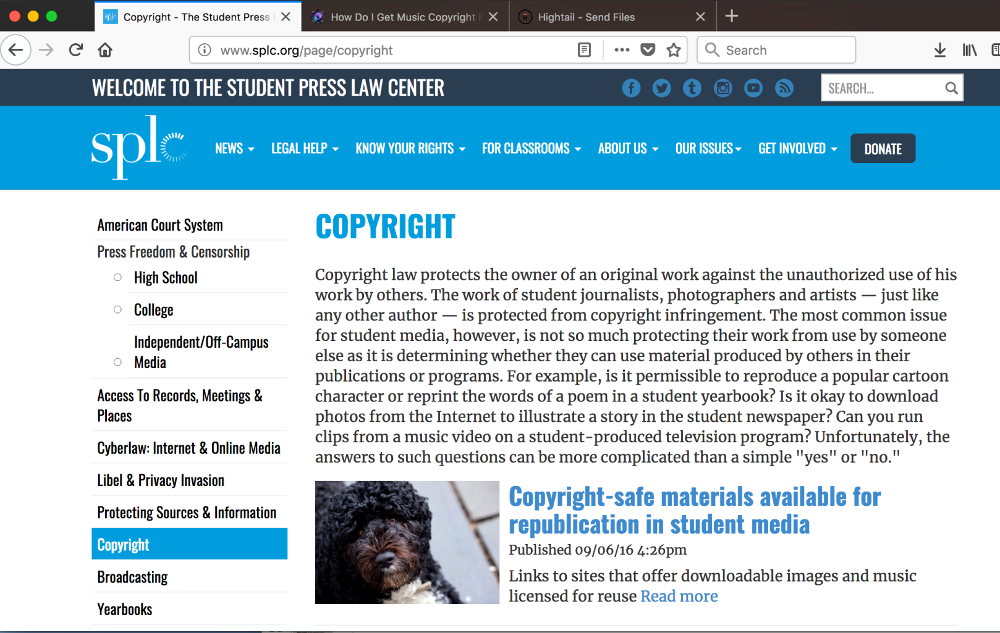 Copyright - The Student Press
How Do I Get Music Copyright
Hightail - Send Files
www.splc.org/page/copyright
Search
WELCOME TO THE STUDENT PRESS LAW CENTER
SEARCH...
splc
NEWS
LEGAL HELP
KNOW YOUR RIGHTS
FOR CLASSROOMS
ABOUT US
OUR ISSUES
GET INVOLVED
DONATE
American Court System
Press Freedom & Censorship
High School
College
Independent/Off-Campus
Media
Access To Records, Meetings &
Places
Cyberlaw: Internet & Online Media
Libel & Privacy Invasion
Protecting Sources & Information
Copyright
Broadcasting
Yearbooks
COPYRIGHT
Copyright law protects the owner of an original work against the unauthorized use of his
work by others. The work of student journalists, photographers and artists — just like
any other author — is protected from copyright infringement. The most common issue
for student media, however, is not so much protecting their work from use by someone
else as it is determining whether they can use material produced by others in their
publications or programs. For example, is it permissible to reproduce a popular cartoon
character or reprint the words of a poem in a student yearbook? Is it okay to download
photos from the Internet to illustrate a story in the student newspaper? Can you run
clips from a music video on a student-produced television program? Unfortunately, the
answers to such questions can be more complicated than a simple "yes" or "no."
Copyright-safe materials available for
republication in student media
Published 09/06/16 4:26pm
Links to sites that offer downloadable images and music
licensed for reuse Read more